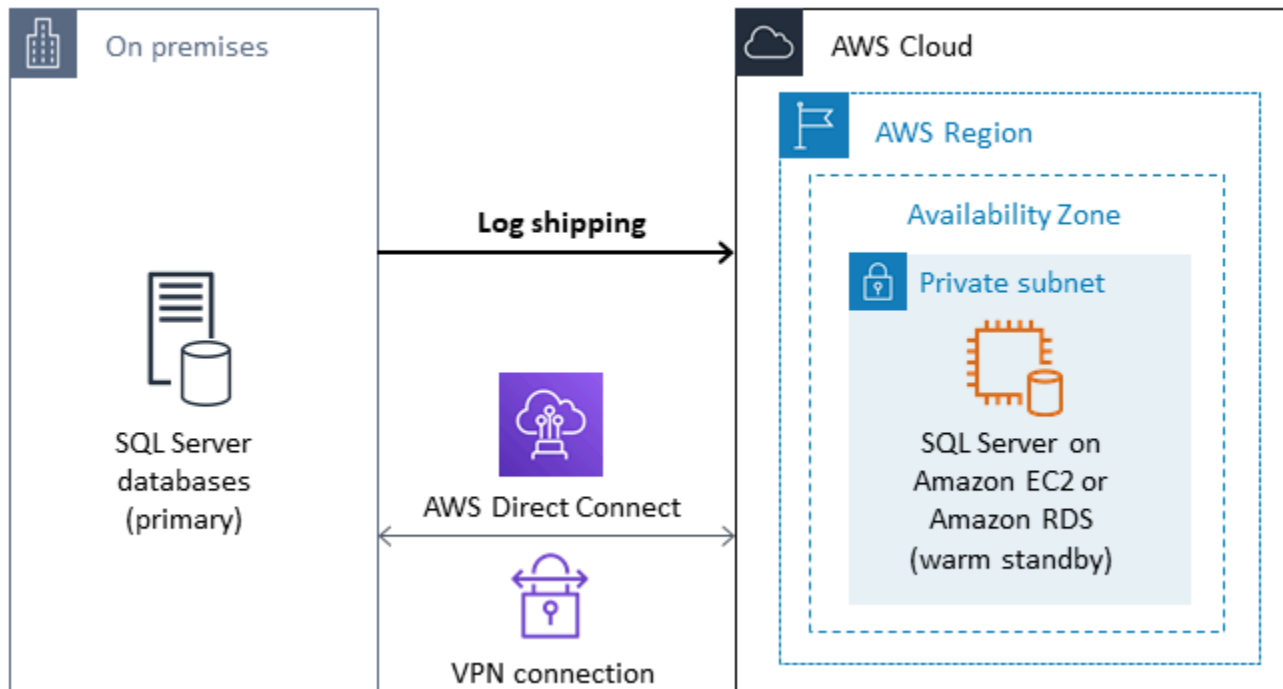 On premises
AWS Cloud
AWS Region
Availability Zone
Log shipping
Private subnet
SQL Server
databases
(primary)
AWS Direct Connect
SQL Server on
Amazon EC2 or
Amazon RDS
(warm standby)
VPN connection